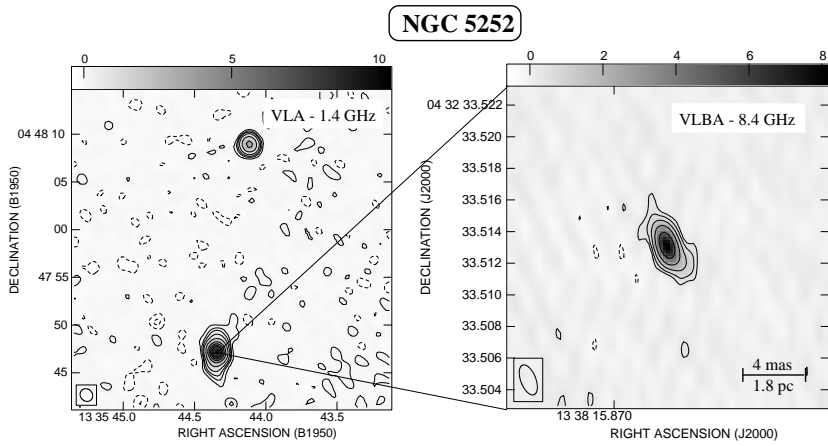 NGC 5252
0 5 10
VLA - 1.4 GHz
DECLINATION (B1950)
04 48 10
05
00
47 55
50
45
13 35 45.0 44.5 44.0 43.5
RIGHT ASCENSION (B1950)
0 2 4 6 8
VLBA - 8.4 GHz
DECLINATION (J2000)
04 32 33.522
33.520
33.518
33.516
33.514
33.512
33.510
33.508
33.506
33.504
4 mas
1.8 pc
13 38 15.870
RIGHT ASCENSION (J2000)